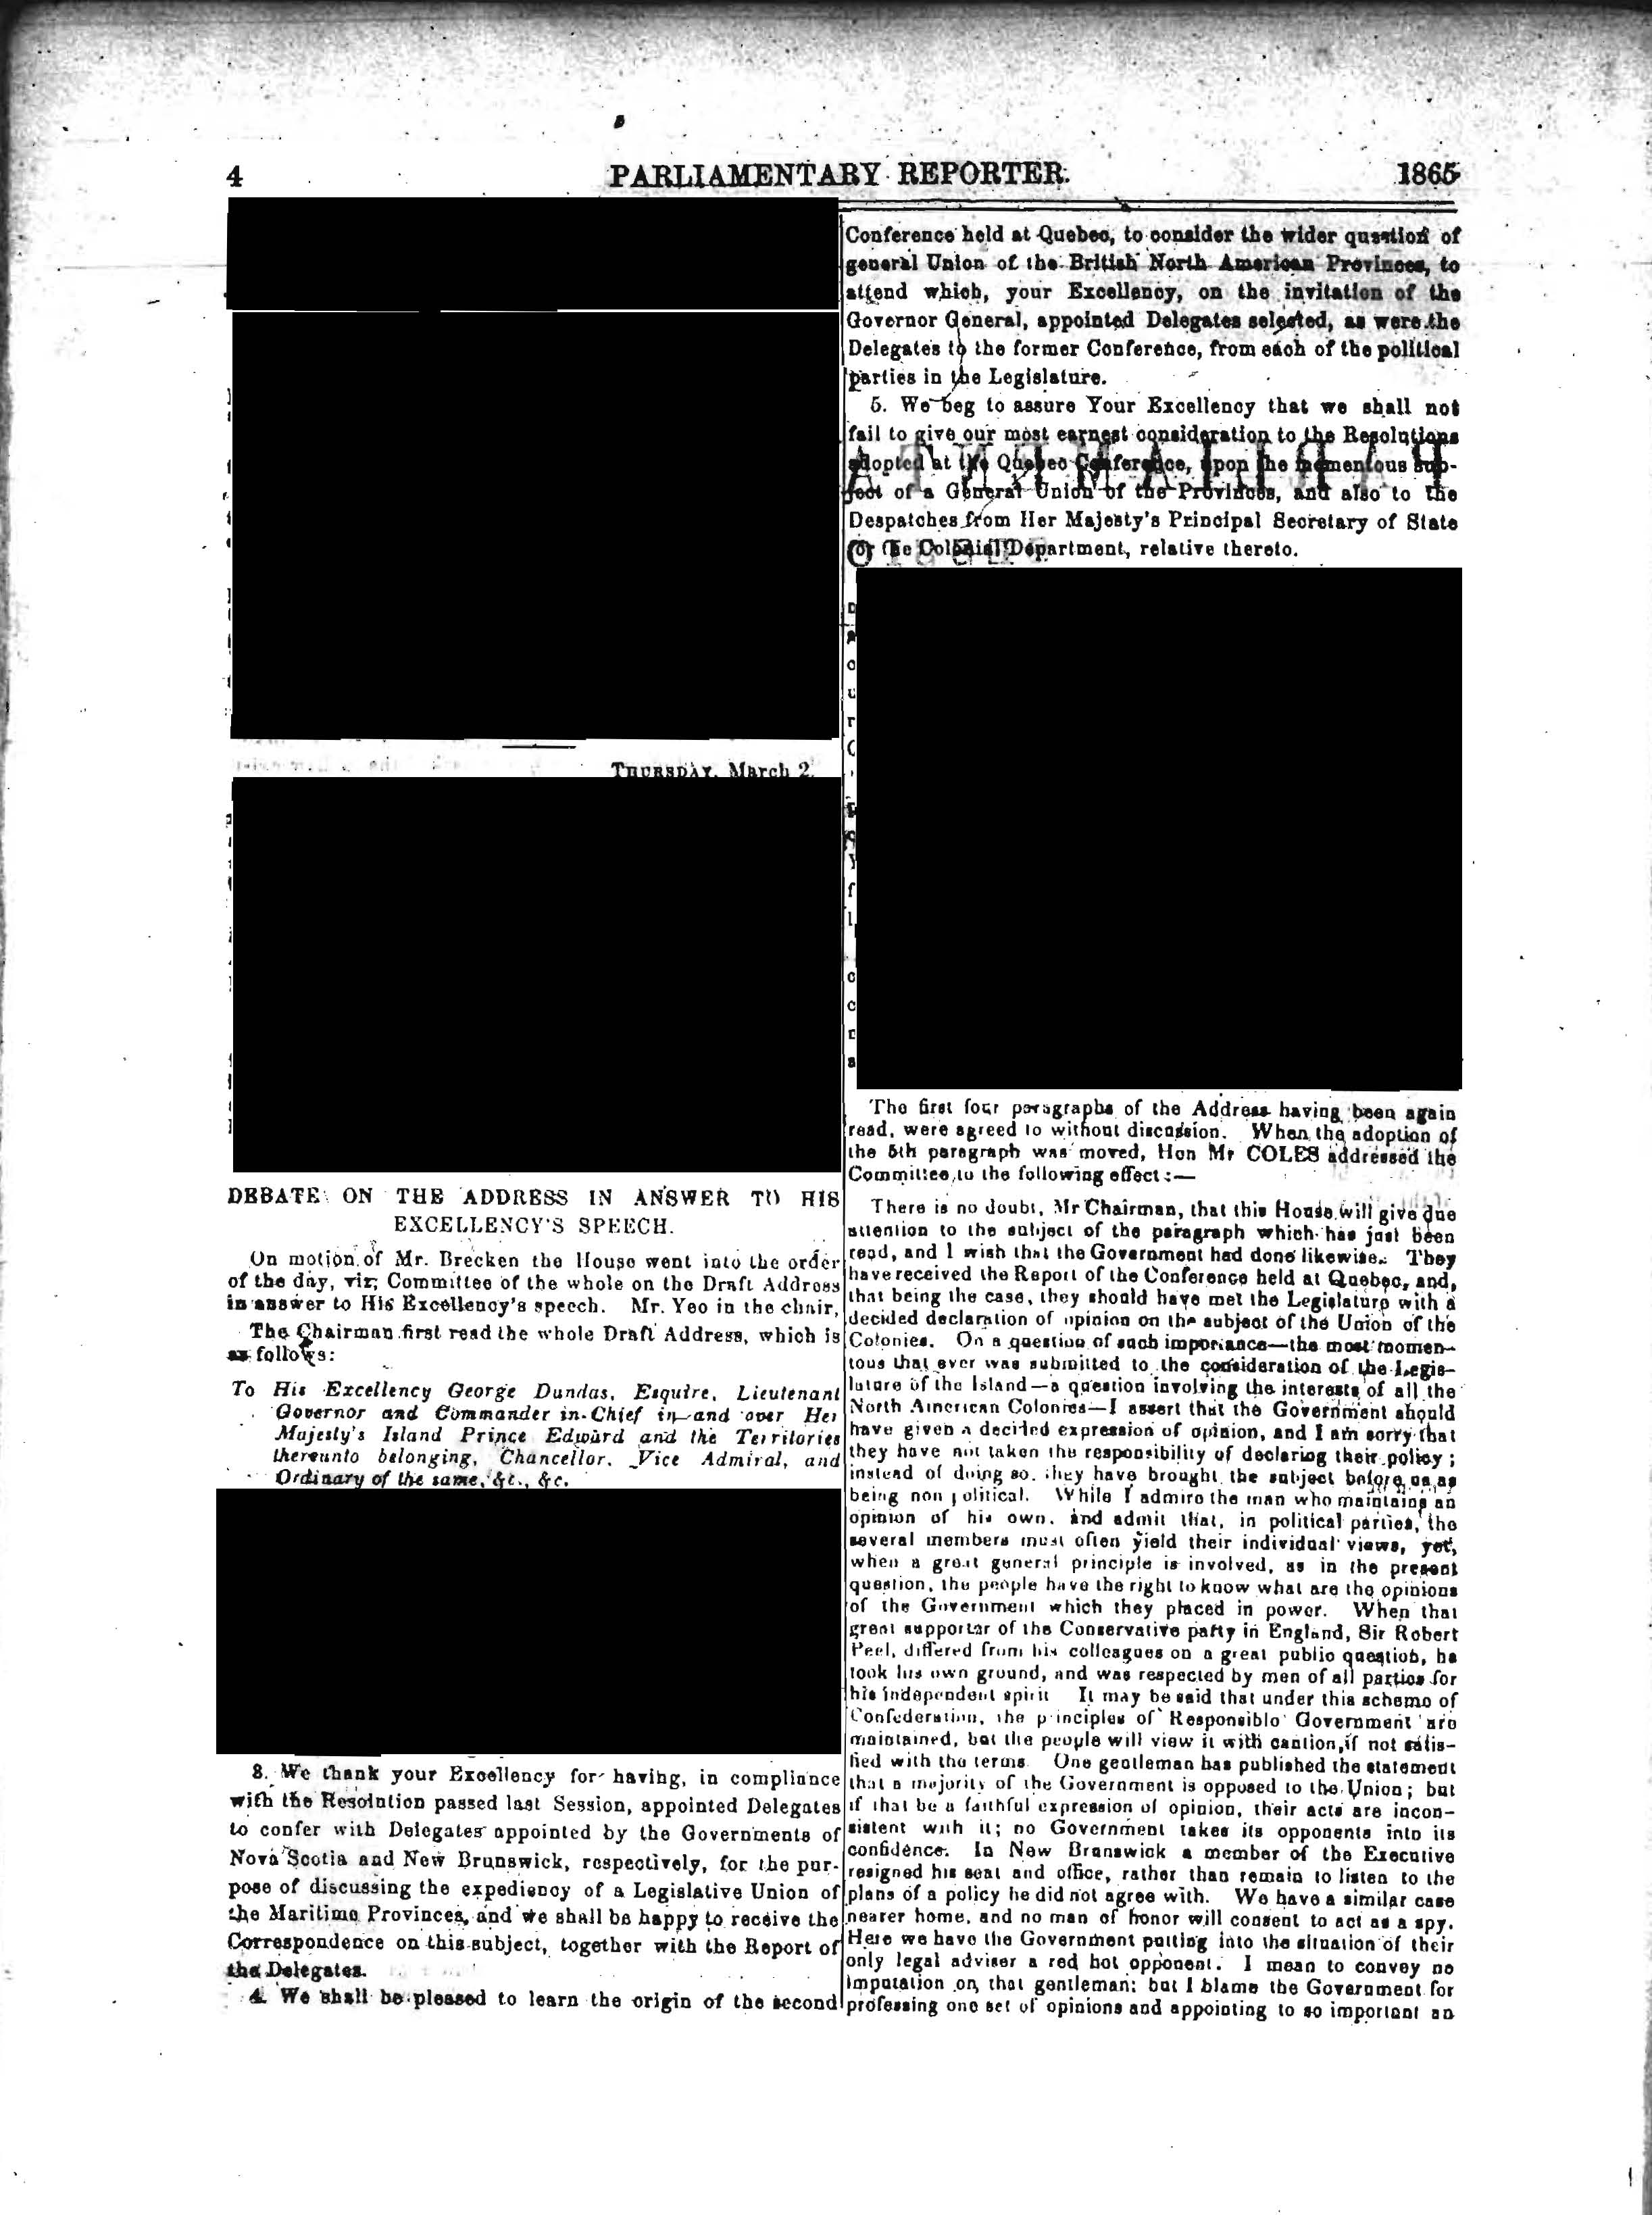 4 PARLIAMENTARY REPORTER. 1865
THURSDAY, March 2.
DEBATE ON THE ADDRESS IN ANSWER TO HIS
EXCELLENCY'S SPEECH.
On motion of Mr. Brecken the House went into the order
of the day, viz; Committee of the whole on the Draft Address
in answer to His Excellency's speech. Mr. Yeo in the chair,
The Chairman first read the whole Draft Address, which is
as follows:
To His Excellency George Dundas, Esquire, Lieutenant
Governor and Commander in-Chief in and over Her
Majesty's Island Prince Edward and the Territories
thereunto belonging, Chancellor, Vice Admiral, and
Ordinary of the same, &c., &c.
3. We thank your Excellency for having, in compliance
with the Resolution passed last Session, appointed Delegates
to confer with Delegates appointed by the Governments of
Nova Scotia and New Brunswick, respectively, for the pur-
pose of discussing the expediency of a Legislative Union of
the Maritime Provinces, and we shall be happy to receive the
Correspondence on this subject, together with the Report of
the Delegates.
4. We shall be pleased to learn the origin of the second
Conference held at Quebec, to consider the wider question of
general Union of the British North American Provinces, to
attend which, your Excellency, on the invitation of the
Governor General, appointed Delegates selected, as were the
Delegates to the former Conference, from each of the political
parties in the Legislature.
5. We beg to assure Your Excellency that we shall not
fail to give our most earnest consideration to the Resolutions
adopted at the Quebec Conference, upon the momentous sub-
ject of a General Union of the Provinces, and also to the
Despatches from Her Majesty's Principal Secretary of State
for the Colonial Department, relative thereto.
The first four paragraphs of the Address having been again
read, were agreed to without discussion. When the adoption of
the 5th paragraph was moved, Hon Mr COLES addressed the
Committee to the following effect:—
There is no doubt, Mr Chairman, that this House will give due
attention to the subject of the paragraph which has just been
read, and I wish that the Government had done likewise. They
have received the Report of the Conference held at Quebec, and,
that being the case, they should have met the Legislature with a
decided declaration of opinion on the subject of the Union of the
Colonies. On a question of such importance—the most momen-
tous that ever was submitted to the consideration of the Legis-
lature of the Island—a question involving the interests of all the
North American Colonies—I assert that the Government should
have given a decided expression of opinion, and I am sorry that
they have not taken the responsibility of declaring their policy;
instead of doing so, they have brought the subject before us as
being non political. While I admire the man who maintains an
opinion of his own, and admit that, in political parties, the
several members must often yield their individual views, yet,
when a great general principle is involved, as in the present
question, the people have the right to know what are the opinions
of the Government which they placed in power. When that
great supporter of the Conservative party in England, Sir Robert
Peel, differed from his colleagues on a great public question, he
took his own ground, and was respected by men of all parties for
his independent spirit It may be said that under this scheme of
Confederation, the principles of Responsible Government are
maintained, but the people will view it with caution, if not satis-
fied with the terms One gentleman has published the statement
that a majority of the Government is opposed to the Union; but
if that be a faithful expression of opinion, their acts are incon-
sistent with it; no Government takes its opponents into its
confidence. In New Brunswick a member of the Executive
resigned his seat and office, rather than remain to listen to the
plans of a policy he did not agree with. We have a similar case
nearer home, and no man of honor will consent to act as a spy.
Here we have the Government putting into the situation of their
only legal adviser a red hot opponent. I mean to convey no
imputation on that gentleman; but I blame the Government for
professing one set of opinions and appointing to so important an